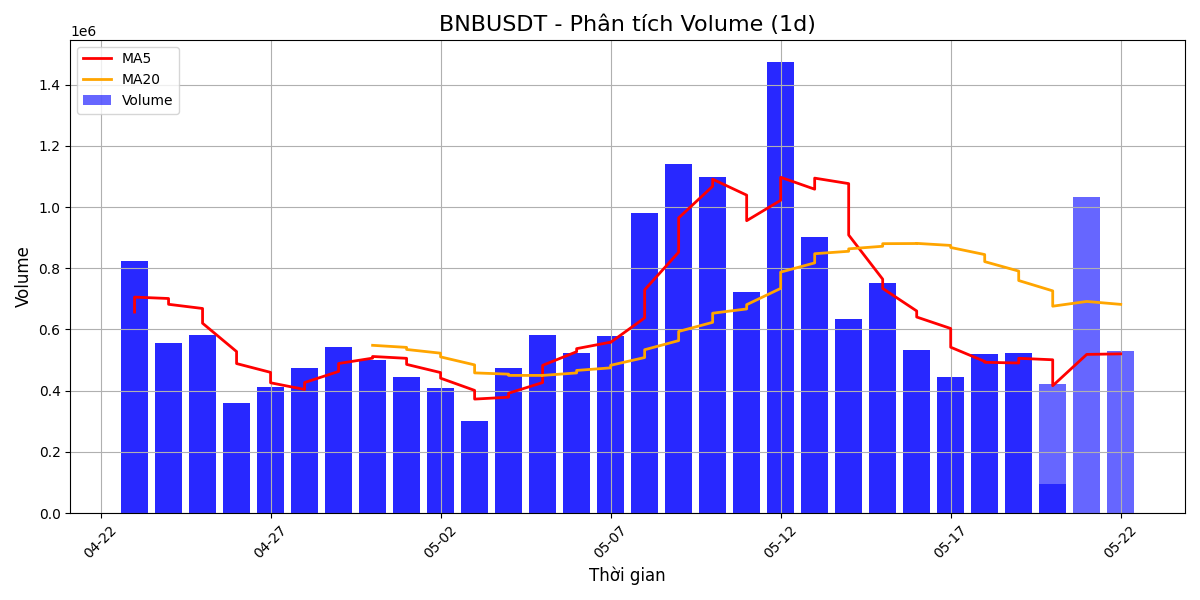 BNBUSDT - Phân tích Volume (1d)
1e6
MA5
MA20
Volume
1.4
1.2
1.0
0.8
0.6
0.4
0.2
0.0
Volume
04-22
04-27
05-02
05-07
05-12
05-17
05-22
Thời gian